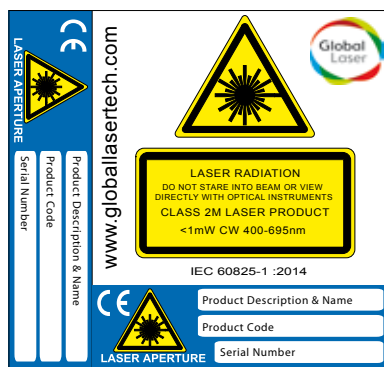 CE
LASER APERTURE
Product Description & Name
Product Code
Serial Number
www.globallasertech.com
Global
Laser
LASER RADIATION
DO NOT STARE INTO BEAM OR VIEW
DIRECTLY WITH OPTICAL INSTRUMENTS
CLASS 2M LASER PRODUCT
<1mW CW 400-695nm
IEC 60825-1 :2014
CE
LASER APERTURE
Product Description & Name
Product Code
Serial Number